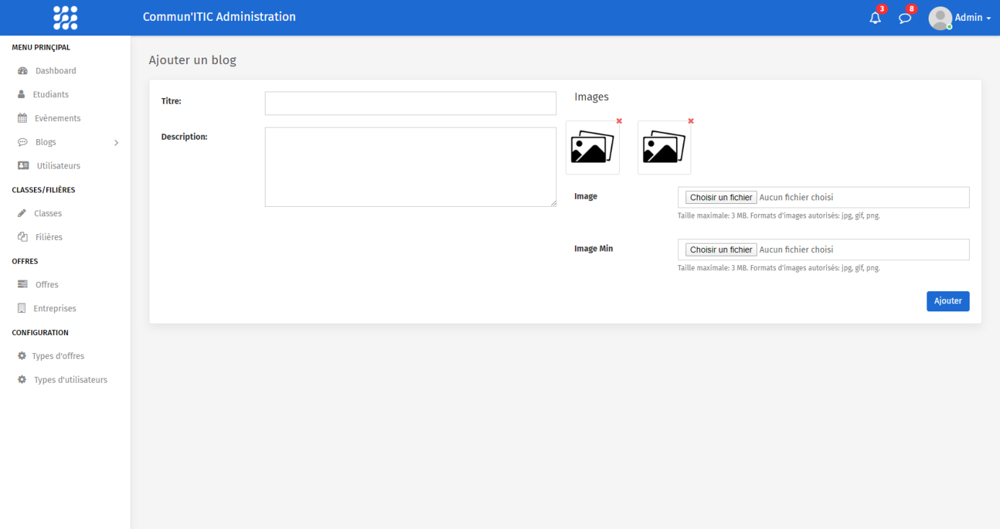 Commun'ITIC Administration
3
8
Admin
MENU PRINÇIPAL
Dashboard
Etudiants
Evènements
Blogs
Utilisateurs
CLASSES/FILIÈRES
Classes
Filières
OFFRES
Offres
Entreprises
CONFIGURATION
Types d'offres
Types d'utilisateurs
Ajouter un blog
Titre:
Description:
Images
Image
Choisir un fichier Aucun fichier choisi
Taille maximale: 3 MB. Formats d'images autorisés: jpg, gif, png.
Image Min
Choisir un fichier Aucun fichier choisi
Taille maximale: 3 MB. Formats d'images autorisés: jpg, gif, png.
Ajouter